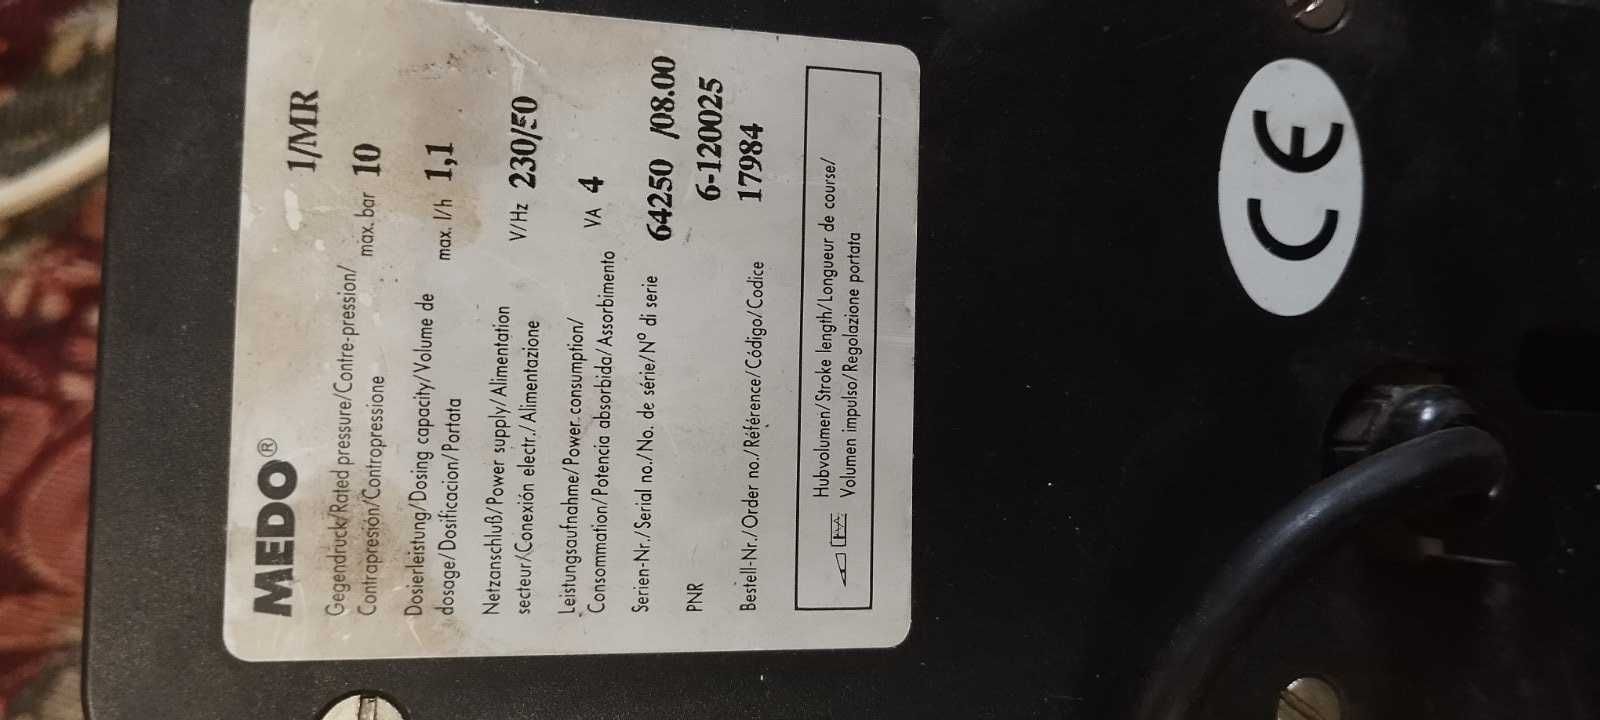 MEDO® 1/MR
Gegendruck/Rated pressure/Contre-pression/
Contrapresión/Contropressione max. bar 10
Dosierleistung/Dosing capacity/Volume de
dosage/Dosificacion/Portata max. l/h 1,1
Netzanschluß/Power supply/Alimentation
secteur/Conexión electr./Alimentazione V/Hz 230/50
Leistungsaufnahme/Power consumption/
Consommation/Potencia absorbida/Assorbimento VA 4
Serien-Nr./Serial no./No. de série/N° di serie 64250 /08.00
PNR 6-120025
Bestell-Nr./Order no./Référence/Código/Codice 17984
Hubvolumen/Stroke length/Longueur de course/
Volumen impulso/Regolazione portata
CE